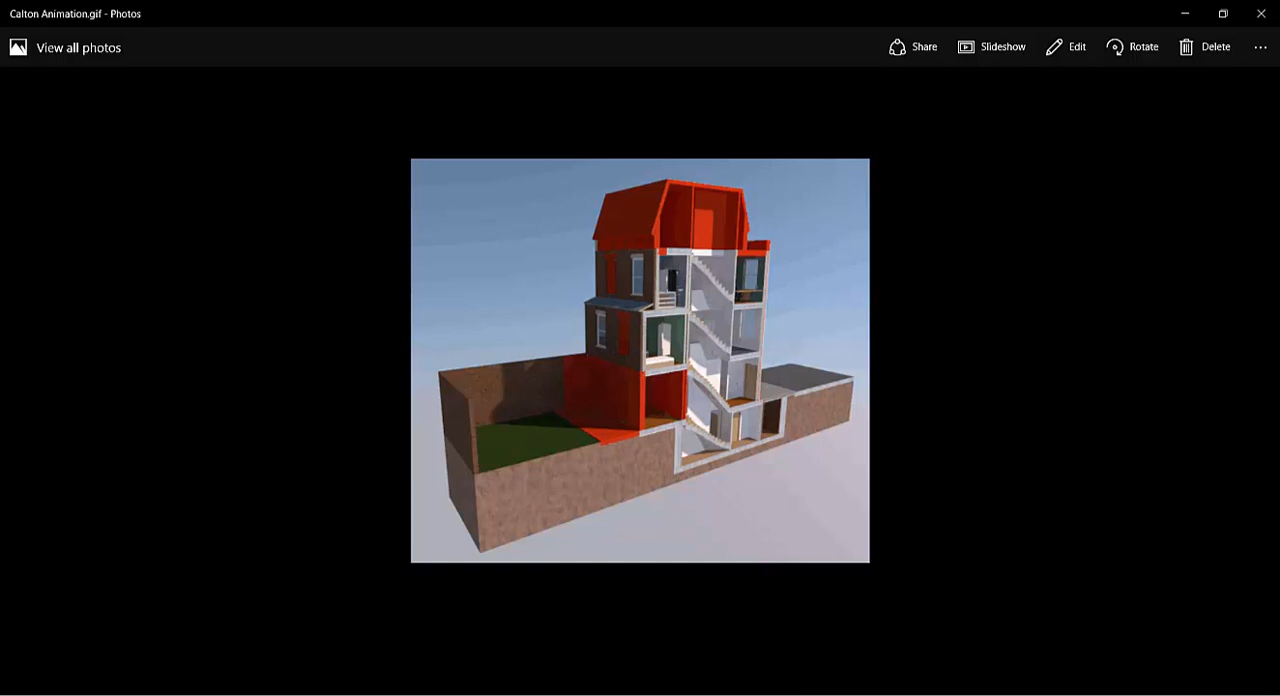 Calton Animation.gif - Photos
View all photos
Share
Slideshow
Edit
Rotate
Delete